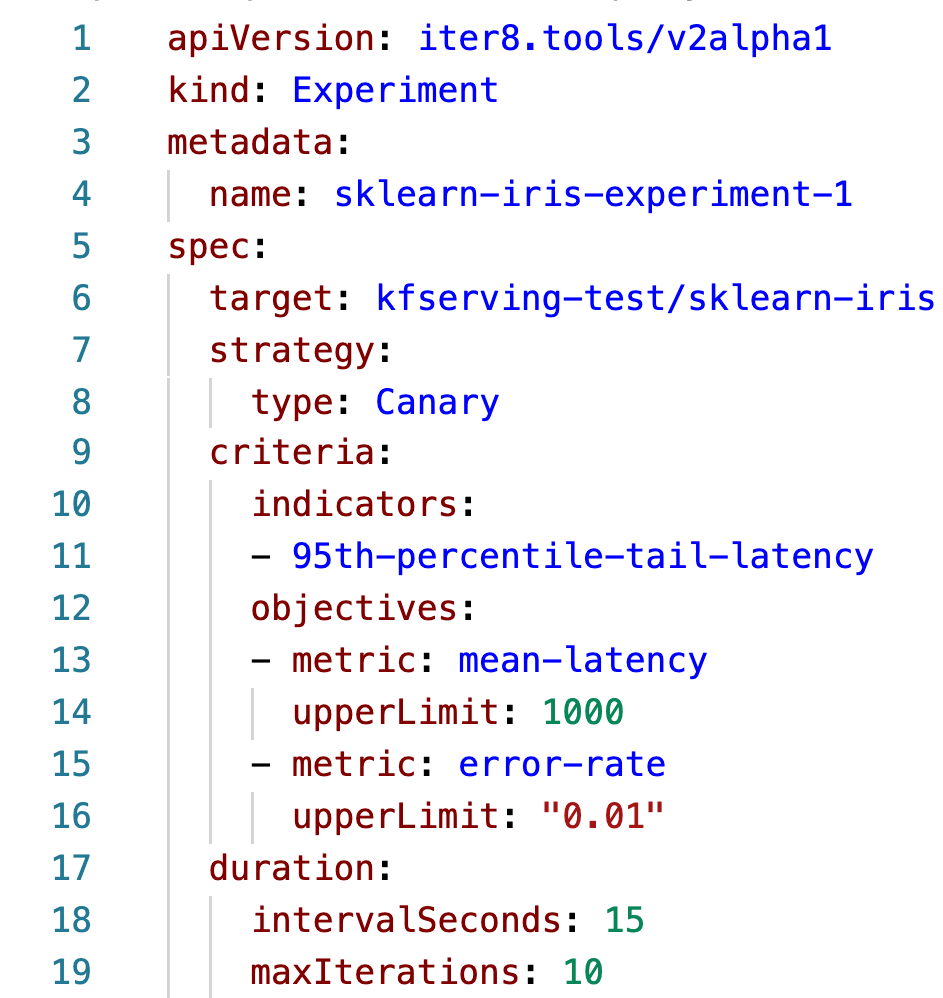 1 apiVersion: iter8.tools/v2alpha1
2 kind: Experiment
3 metadata:
4   name: sklearn-iris-experiment-1
5 spec:
6   target: kfserving-test/sklearn-iris
7   strategy:
8     type: Canary
9   criteria:
10     indicators:
11     - 95th-percentile-tail-latency
12     objectives:
13     - metric: mean-latency
14       upperLimit: 1000
15     - metric: error-rate
16       upperLimit: "0.01"
17   duration:
18     intervalSeconds: 15
19     maxIterations: 10